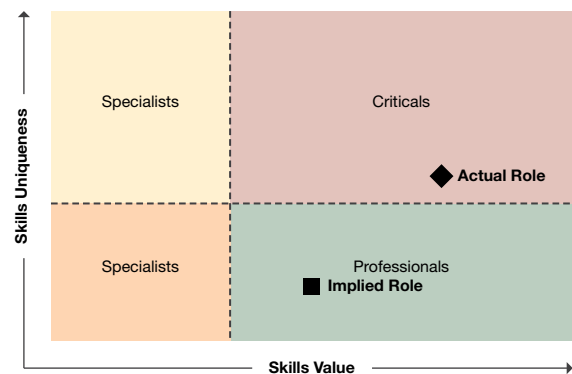 Specialists
Criticals
Actual Role
Skills Uniqueness
Specialists
Professionals
Implied Role
Skills Value